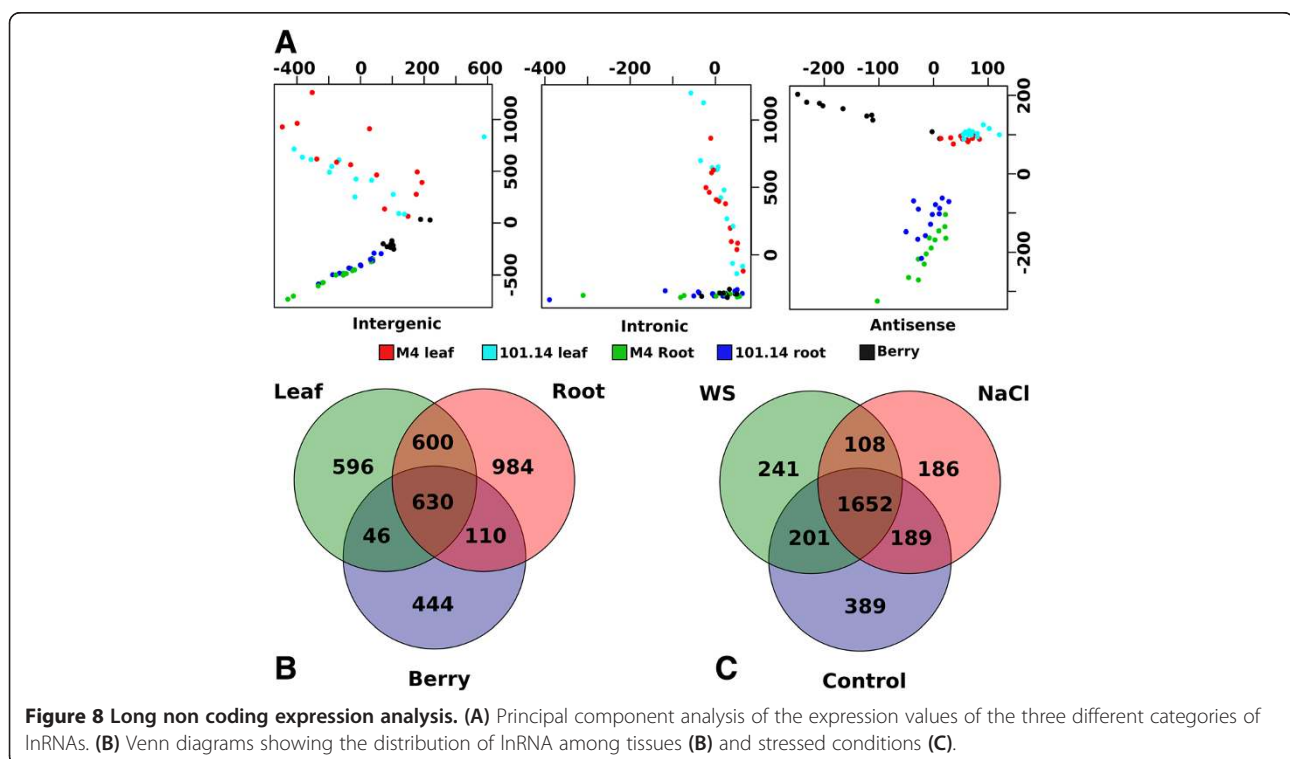 A
-400 0 600
1000
500
0
-500
Intergenic
-200 0
1000
500
0
Intronic
-200 -100 0 100
200
100
0
-200
Antisense
M4 leaf 101.14 leaf M4 Root 101.14 root Berry
Leaf Root
600
596 984
630
46 110
444
B Berry
WS NaCl
108
241 186
1652
201 189
389
C Control
Figure 8 Long non coding expression analysis. (A) Principal component analysis of the expression values of the three different categories of
lnRNAs. (B) Venn diagrams showing the distribution of lnRNA among tissues (B) and stressed conditions (C).